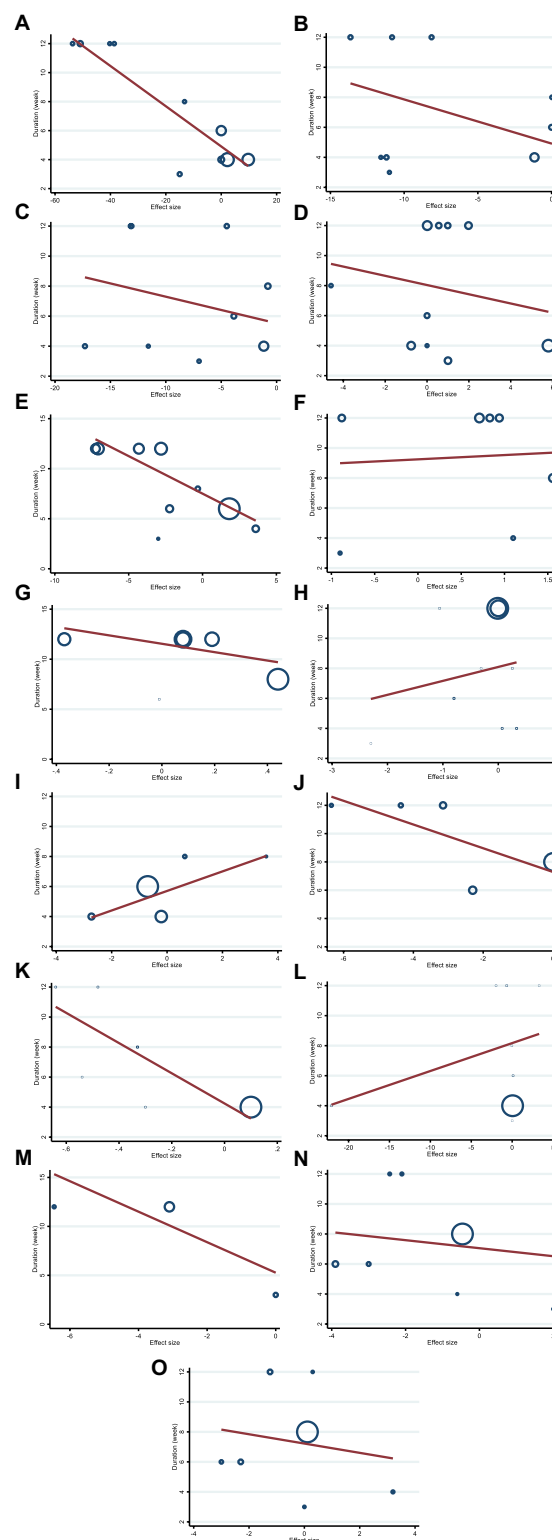 A
B
Duration (week)
2 4 6 8 10 12
-60 -40 -20 0 20
Effect size
Duration (week)
2 4 6 8 10 12
-15 -10 -5 0
Effect size
C
D
Duration (week)
2 4 6 8 10 12
-20 -15 -10 -5 0
Effect size
Duration (week)
2 4 6 8 10 12
-4 -2 0 2 4 6
Effect size
E
F
Duration (week)
0 5 10 15
-10 -5 0 5
Effect size
Duration (week)
2 4 6 8 10 12
-1 -.5 0 .5 1 1.5
Effect size
G
H
Duration (week)
0 5 10 15
-.4 -.2 0 .2 .4
Effect size
Duration (week)
2 4 6 8 10 12
-3 -2 -1 0
Effect size
I
J
Duration (week)
2 4 6 8 10 12
-4 -2 0 2 4
Effect size
Duration (week)
2 4 6 8 10 12
-6 -4 -2 0
Effect size
K
L
Duration (week)
2 4 6 8 10 12
-.6 -.4 -.2 0 .2
Effect size
Duration (week)
2 4 6 8 10 12
-20 -15 -10 -5 0
Effect size
M
N
Duration (week)
0 5 10 15
-6 -4 -2 0
Effect size
Duration (week)
2 4 6 8 10 12
-4 -2 0 2
Effect size
O
Duration (week)
2 4 6 8 10 12
-4 -2 0 2 4
Effect size